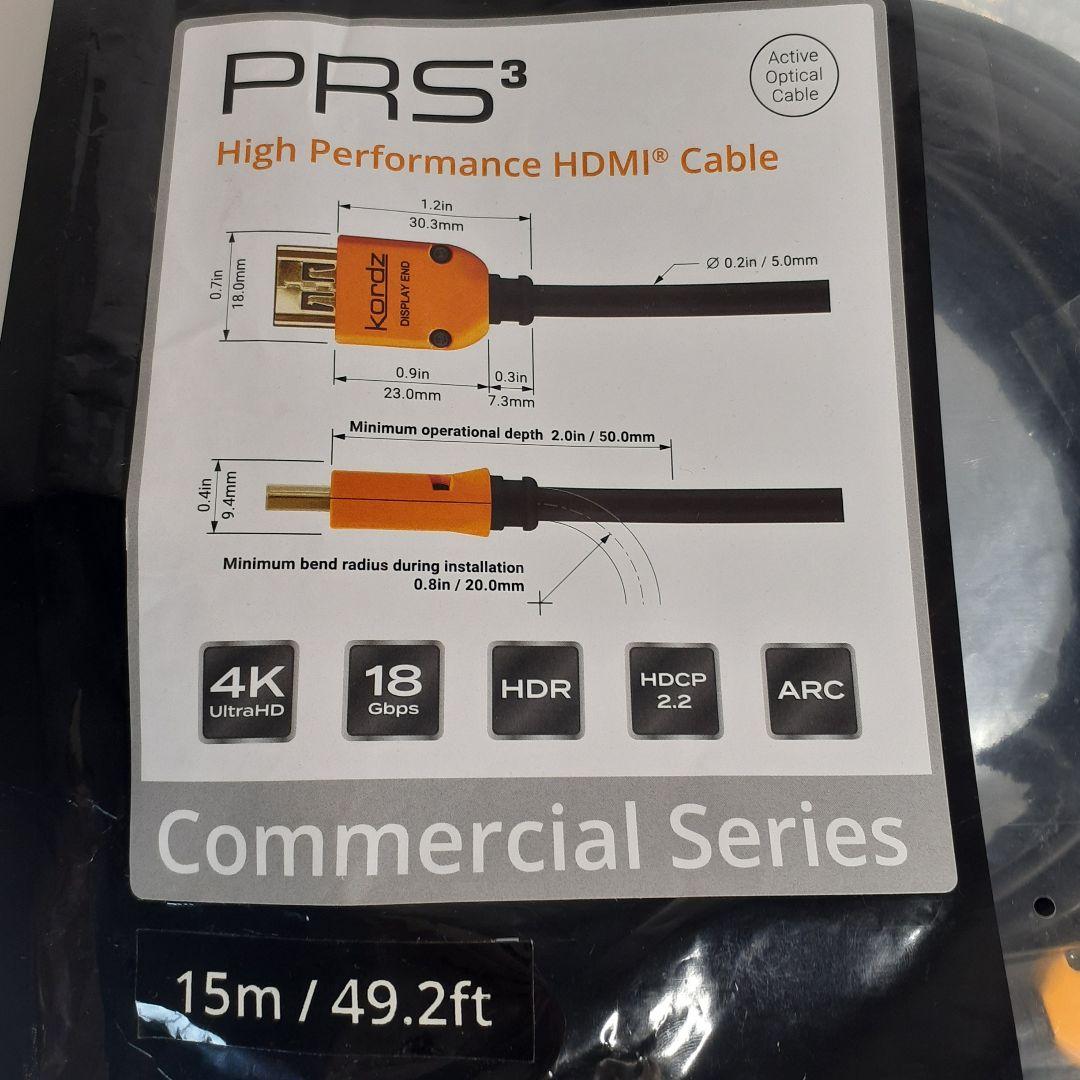 PRS³
Active
Optical
Cable
High Performance HDMI® Cable
1.2in
30.3mm
0.7in
18.0mm
kordz
DISPLAY END
Ø 0.2in / 5.0mm
0.9in
23.0mm
0.3in
7.3mm
Minimum operational depth 2.0in / 50.0mm
0.4in
9.4mm
Minimum bend radius during installation
0.8in / 20.0mm
4K
UltraHD
18
Gbps
HDR
HDCP
2.2
ARC
Commercial Series
15m / 49.2ft